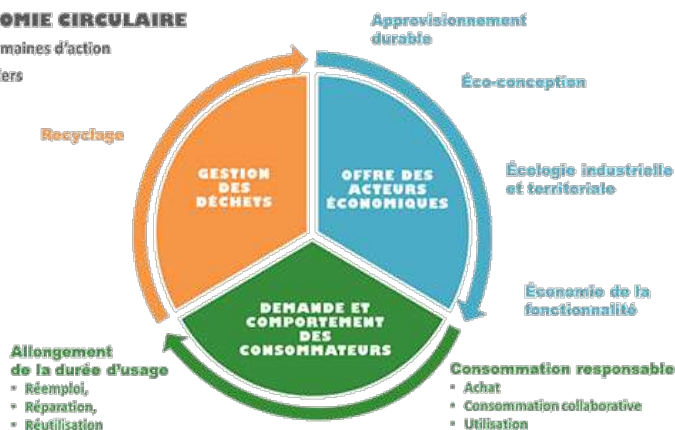 OMIE CIRCULAIRE
maines d'action
iers
Approvisionnement
durable
Éco-conception
Recyclage
GESTION
DES
DÉCHETS
OFFRE DES
ACTEURS
ÉCONOMIQUES
Écologie industrielle
et territoriale
Économie de la
fonctionnalité
DEMANDE ET
COMPORTEMENT
DES
CONSOMMATEURS
Allongement
de la durée d'usage
• Réemploi,
• Réparation,
• Réutilisation
Consommation responsable
• Achat
• Consommation collaborative
• Utilisation